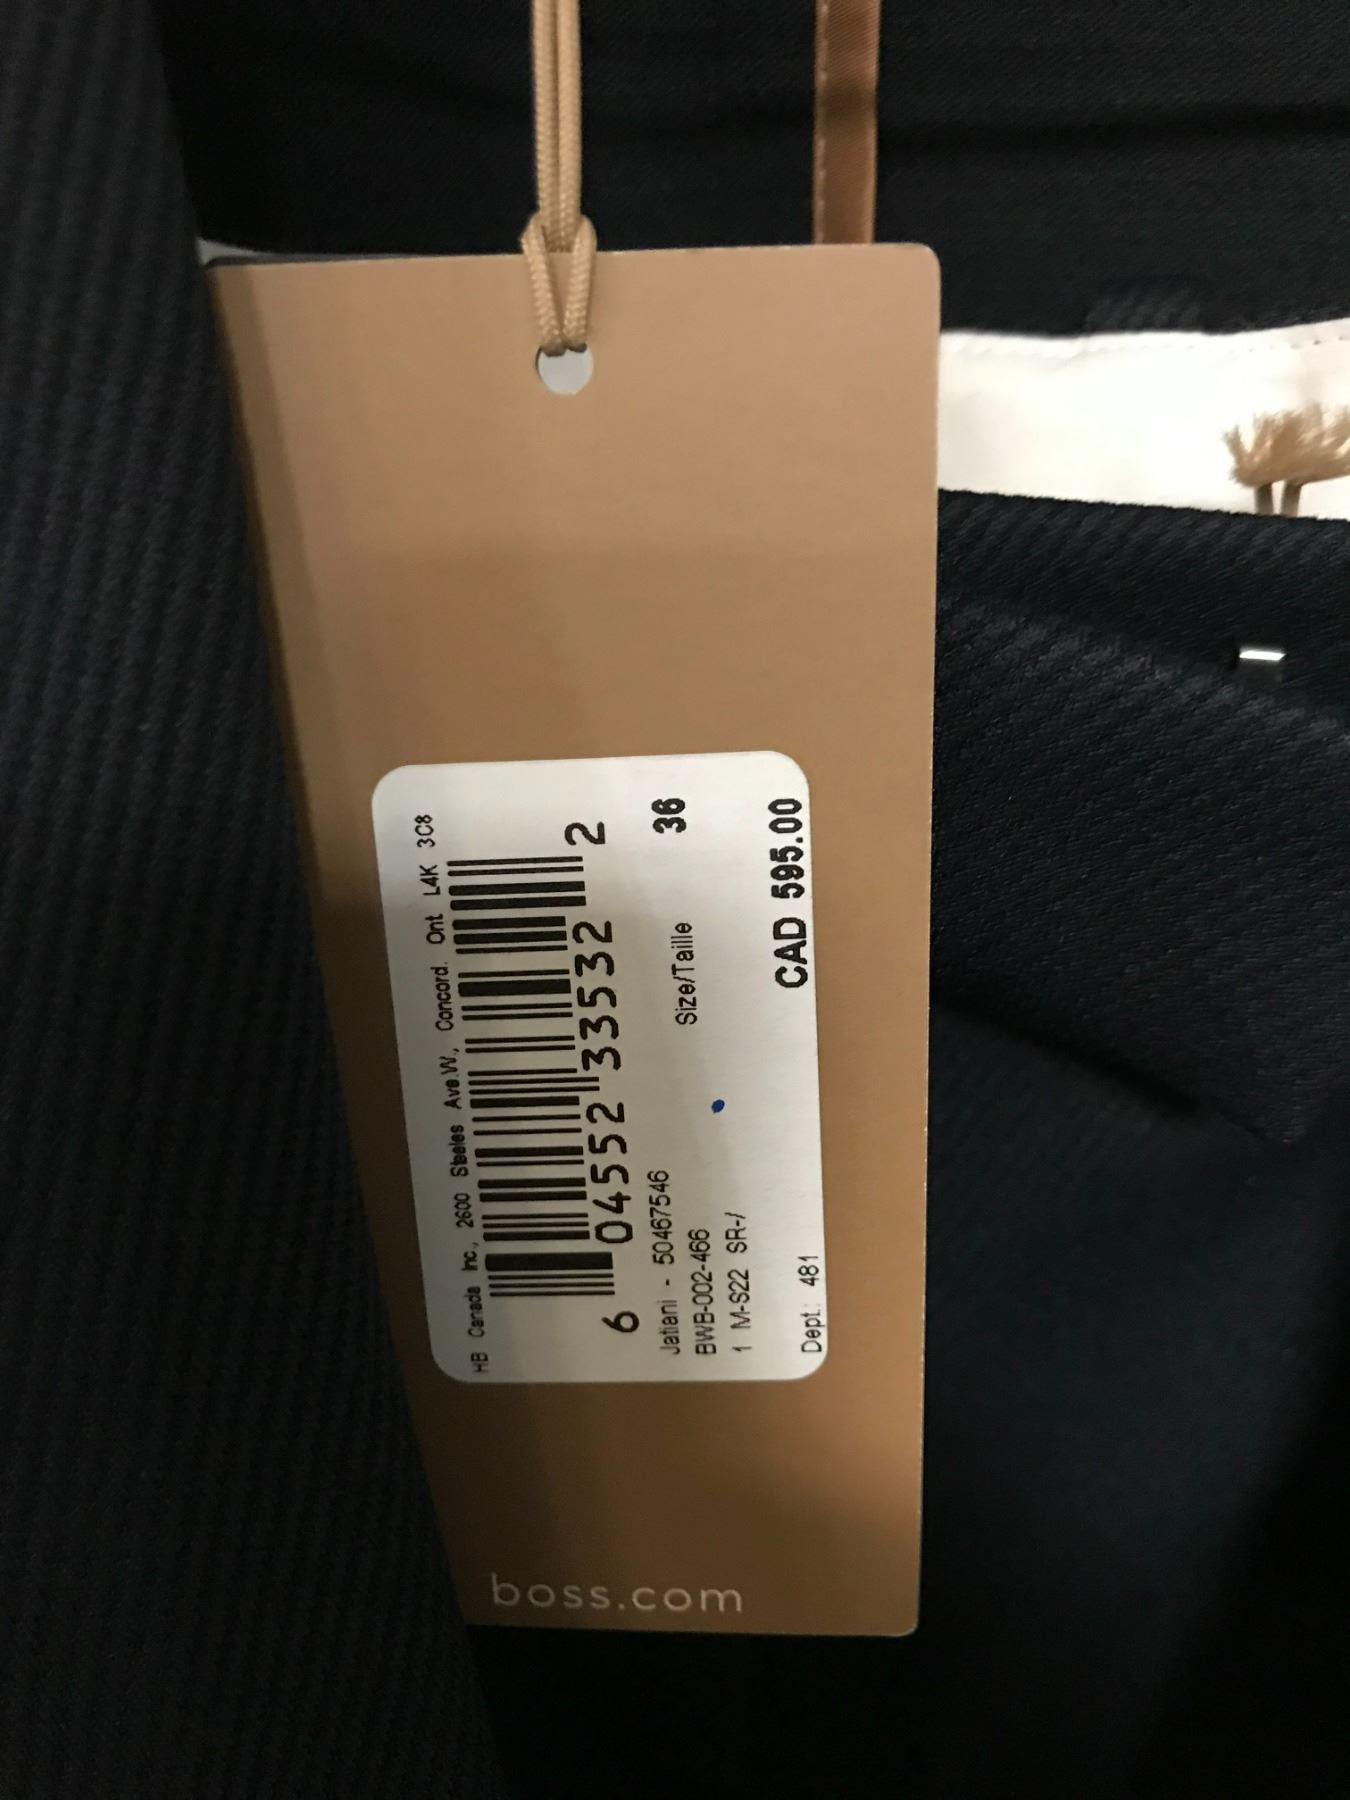 HB Canada Inc., 2600 Steeles Ave.W., Concord. Ont L4K 3C8
6 04552 33532 2
Jatiani - 50467546
BWB-002-466 Size/Taille 36
1 M-S22 SR-/
Dept.: 481 CAD 595.00
boss.com